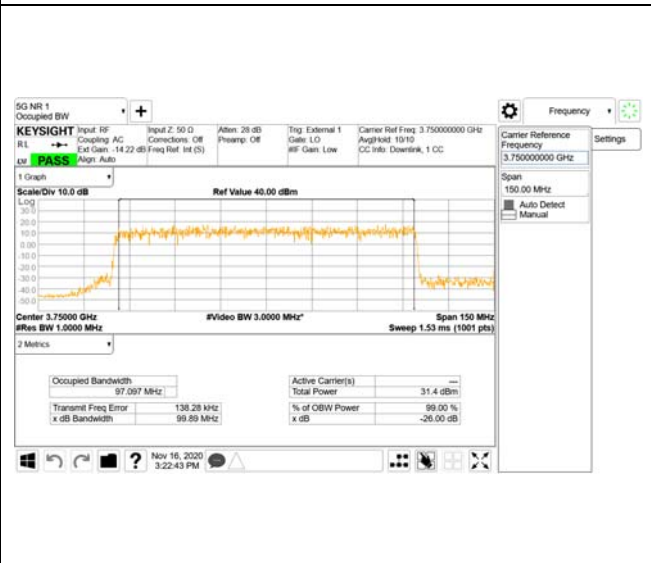 5G NR 1
Occupied BW
Frequency
KEYSIGHT
RL
PASS
Input: RF
Coupling: AC
Ext Gain: -14.22 dB
Align: Auto
Input Z: 50 Ω
Corrections: Off
Freq Ref: Int (S)
Atten: 28 dB
Preamp: Off
Trig: External 1
Gate: LO
#IF Gain: Low
Carrier Ref Freq: 3.750000000 GHz
Avg|Hold: 10/10
CC Info: Downlink, 1 CC
Carrier Reference
Frequency
3.750000000 GHz
Settings
Span
150.00 MHz
Auto Detect
Manual
1 Graph
Scale/Div 10.0 dB
Ref Value 40.00 dBm
Log
30.0
20.0
10.0
0.00
-10.0
-20.0
-30.0
-40.0
-50.0
Center 3.75000 GHz
#Video BW 3.0000 MHz*
Span 150 MHz
#Res BW 1.0000 MHz
Sweep 1.53 ms (1001 pts)
2 Metrics
Occupied Bandwidth
97.097 MHz
Active Carrier(s) —
Total Power 31.4 dBm
Transmit Freq Error 138.28 kHz
% of OBW Power 99.00 %
x dB Bandwidth 99.89 MHz
x dB -26.00 dB
?
Nov 16, 2020
3:22:43 PM